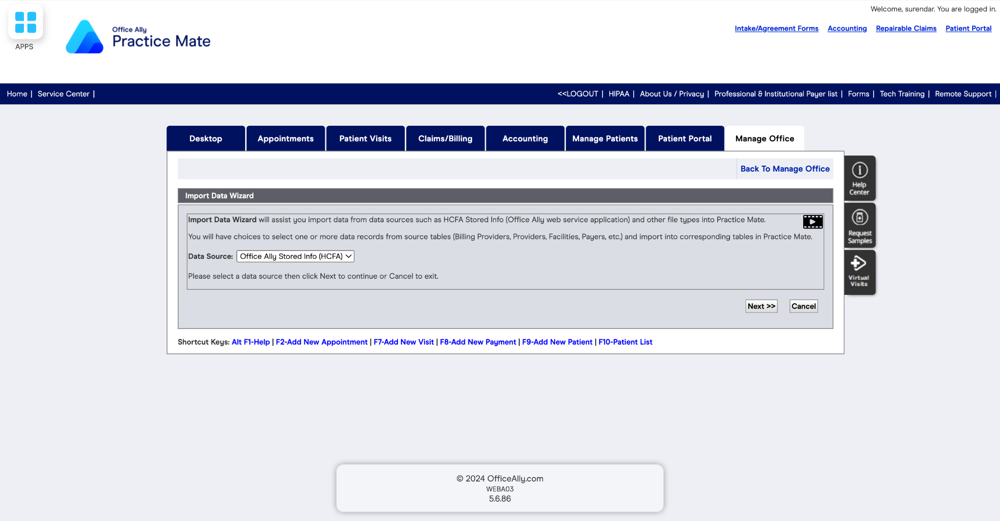 Welcome, surendar. You are logged in.
APPS
Office Ally
Practice Mate
Intake/Agreement Forms Accounting Repairable Claims Patient Portal
Home | Service Center | <<LOGOUT | HIPAA | About Us / Privacy | Professional & Institutional Payer list | Forms | Tech Training | Remote Support |
Desktop Appointments Patient Visits Claims/Billing Accounting Manage Patients Patient Portal Manage Office
Back To Manage Office
Import Data Wizard
Import Data Wizard will assist you import data from data sources such as HCFA Stored Info (Office Ally web service application) and other file types into Practice Mate.
You will have choices to select one or more data records from source tables (Billing Providers, Providers, Facilities, Payers, etc.) and import into corresponding tables in Practice Mate.
Data Source: Office Ally Stored Info (HCFA)
Please select a data source then click Next to continue or Cancel to exit.
Next >> Cancel
Shortcut Keys: Alt F1-Help | F2-Add New Appointment | F7-Add New Visit | F8-Add New Payment | F9-Add New Patient | F10-Patient List
Help
Center
Request
Samples
Virtual
Visits
© 2024 OfficeAlly.com
WEBA03
5.6.86